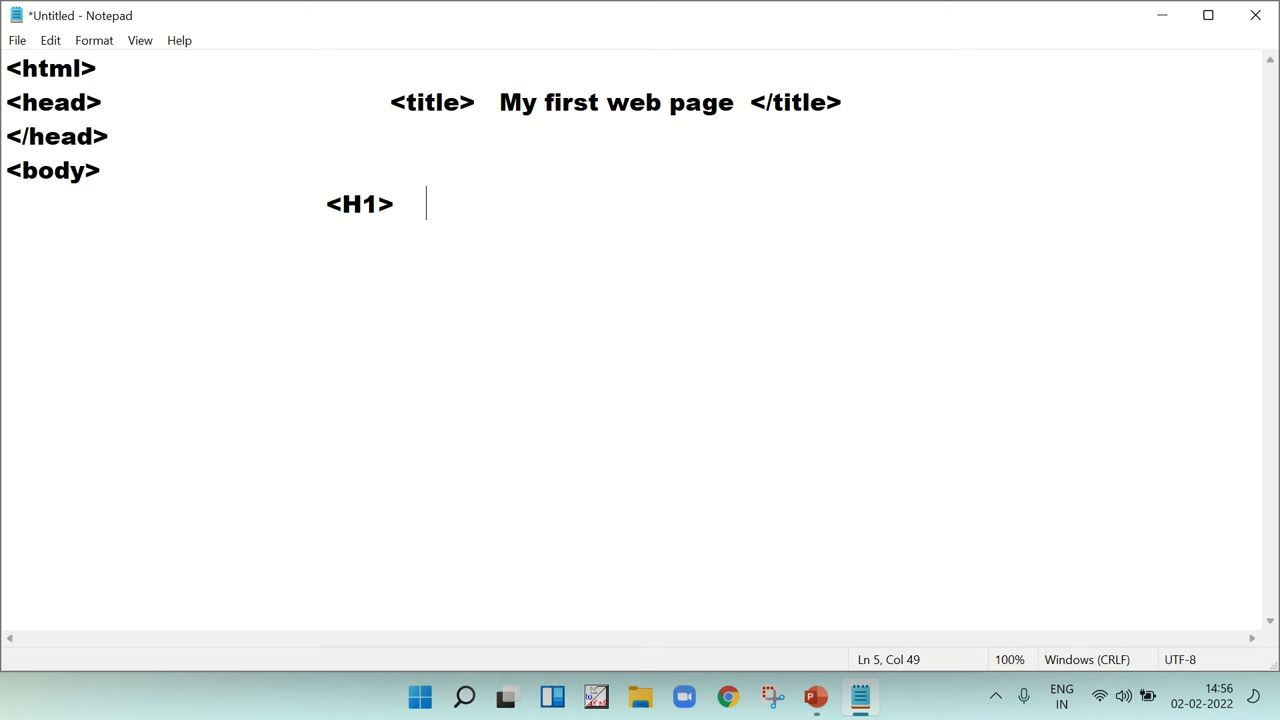 *Untitled - Notepad
File Edit Format View Help
<html>
<head> <title> My first web page </title>
</head>
<body>
<H1>
Ln 5, Col 49 100% Windows (CRLF) UTF-8
ENG 14:56
IN 02-02-2022